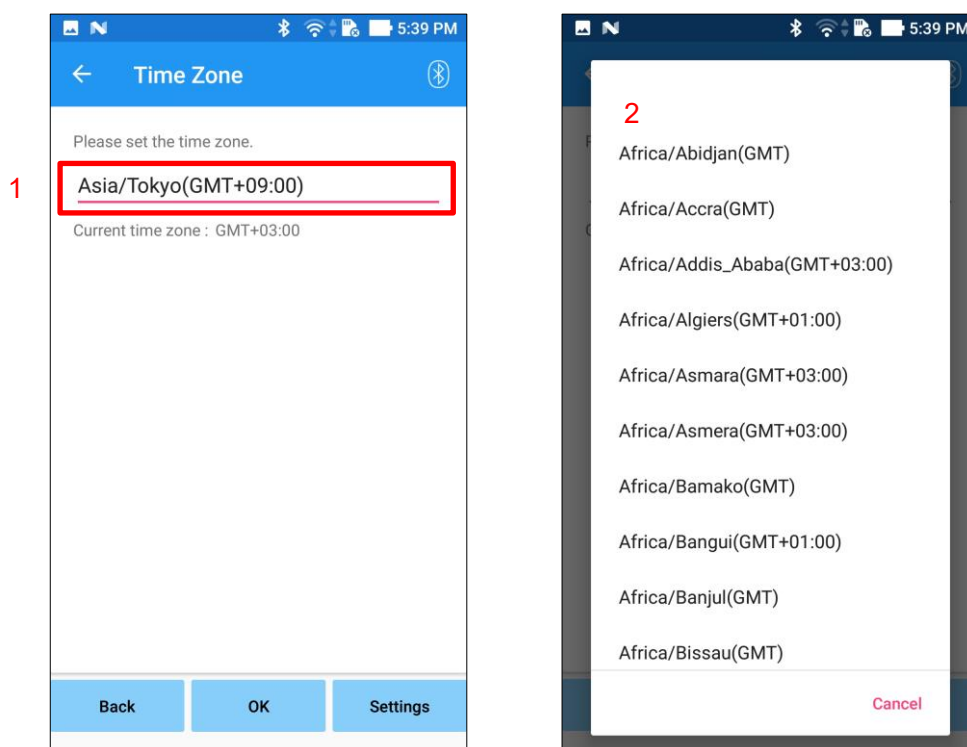 5:39 PM
Time Zone
Please set the time zone.
1
Asia/Tokyo(GMT+09:00)
Current time zone : GMT+03:00
Back
OK
Settings
5:39 PM
2
Africa/Abidjan(GMT)
Africa/Accra(GMT)
Africa/Addis_Ababa(GMT+03:00)
Africa/Algiers(GMT+01:00)
Africa/Asmara(GMT+03:00)
Africa/Asmera(GMT+03:00)
Africa/Bamako(GMT)
Africa/Bangui(GMT+01:00)
Africa/Banjul(GMT)
Africa/Bissau(GMT)
Cancel